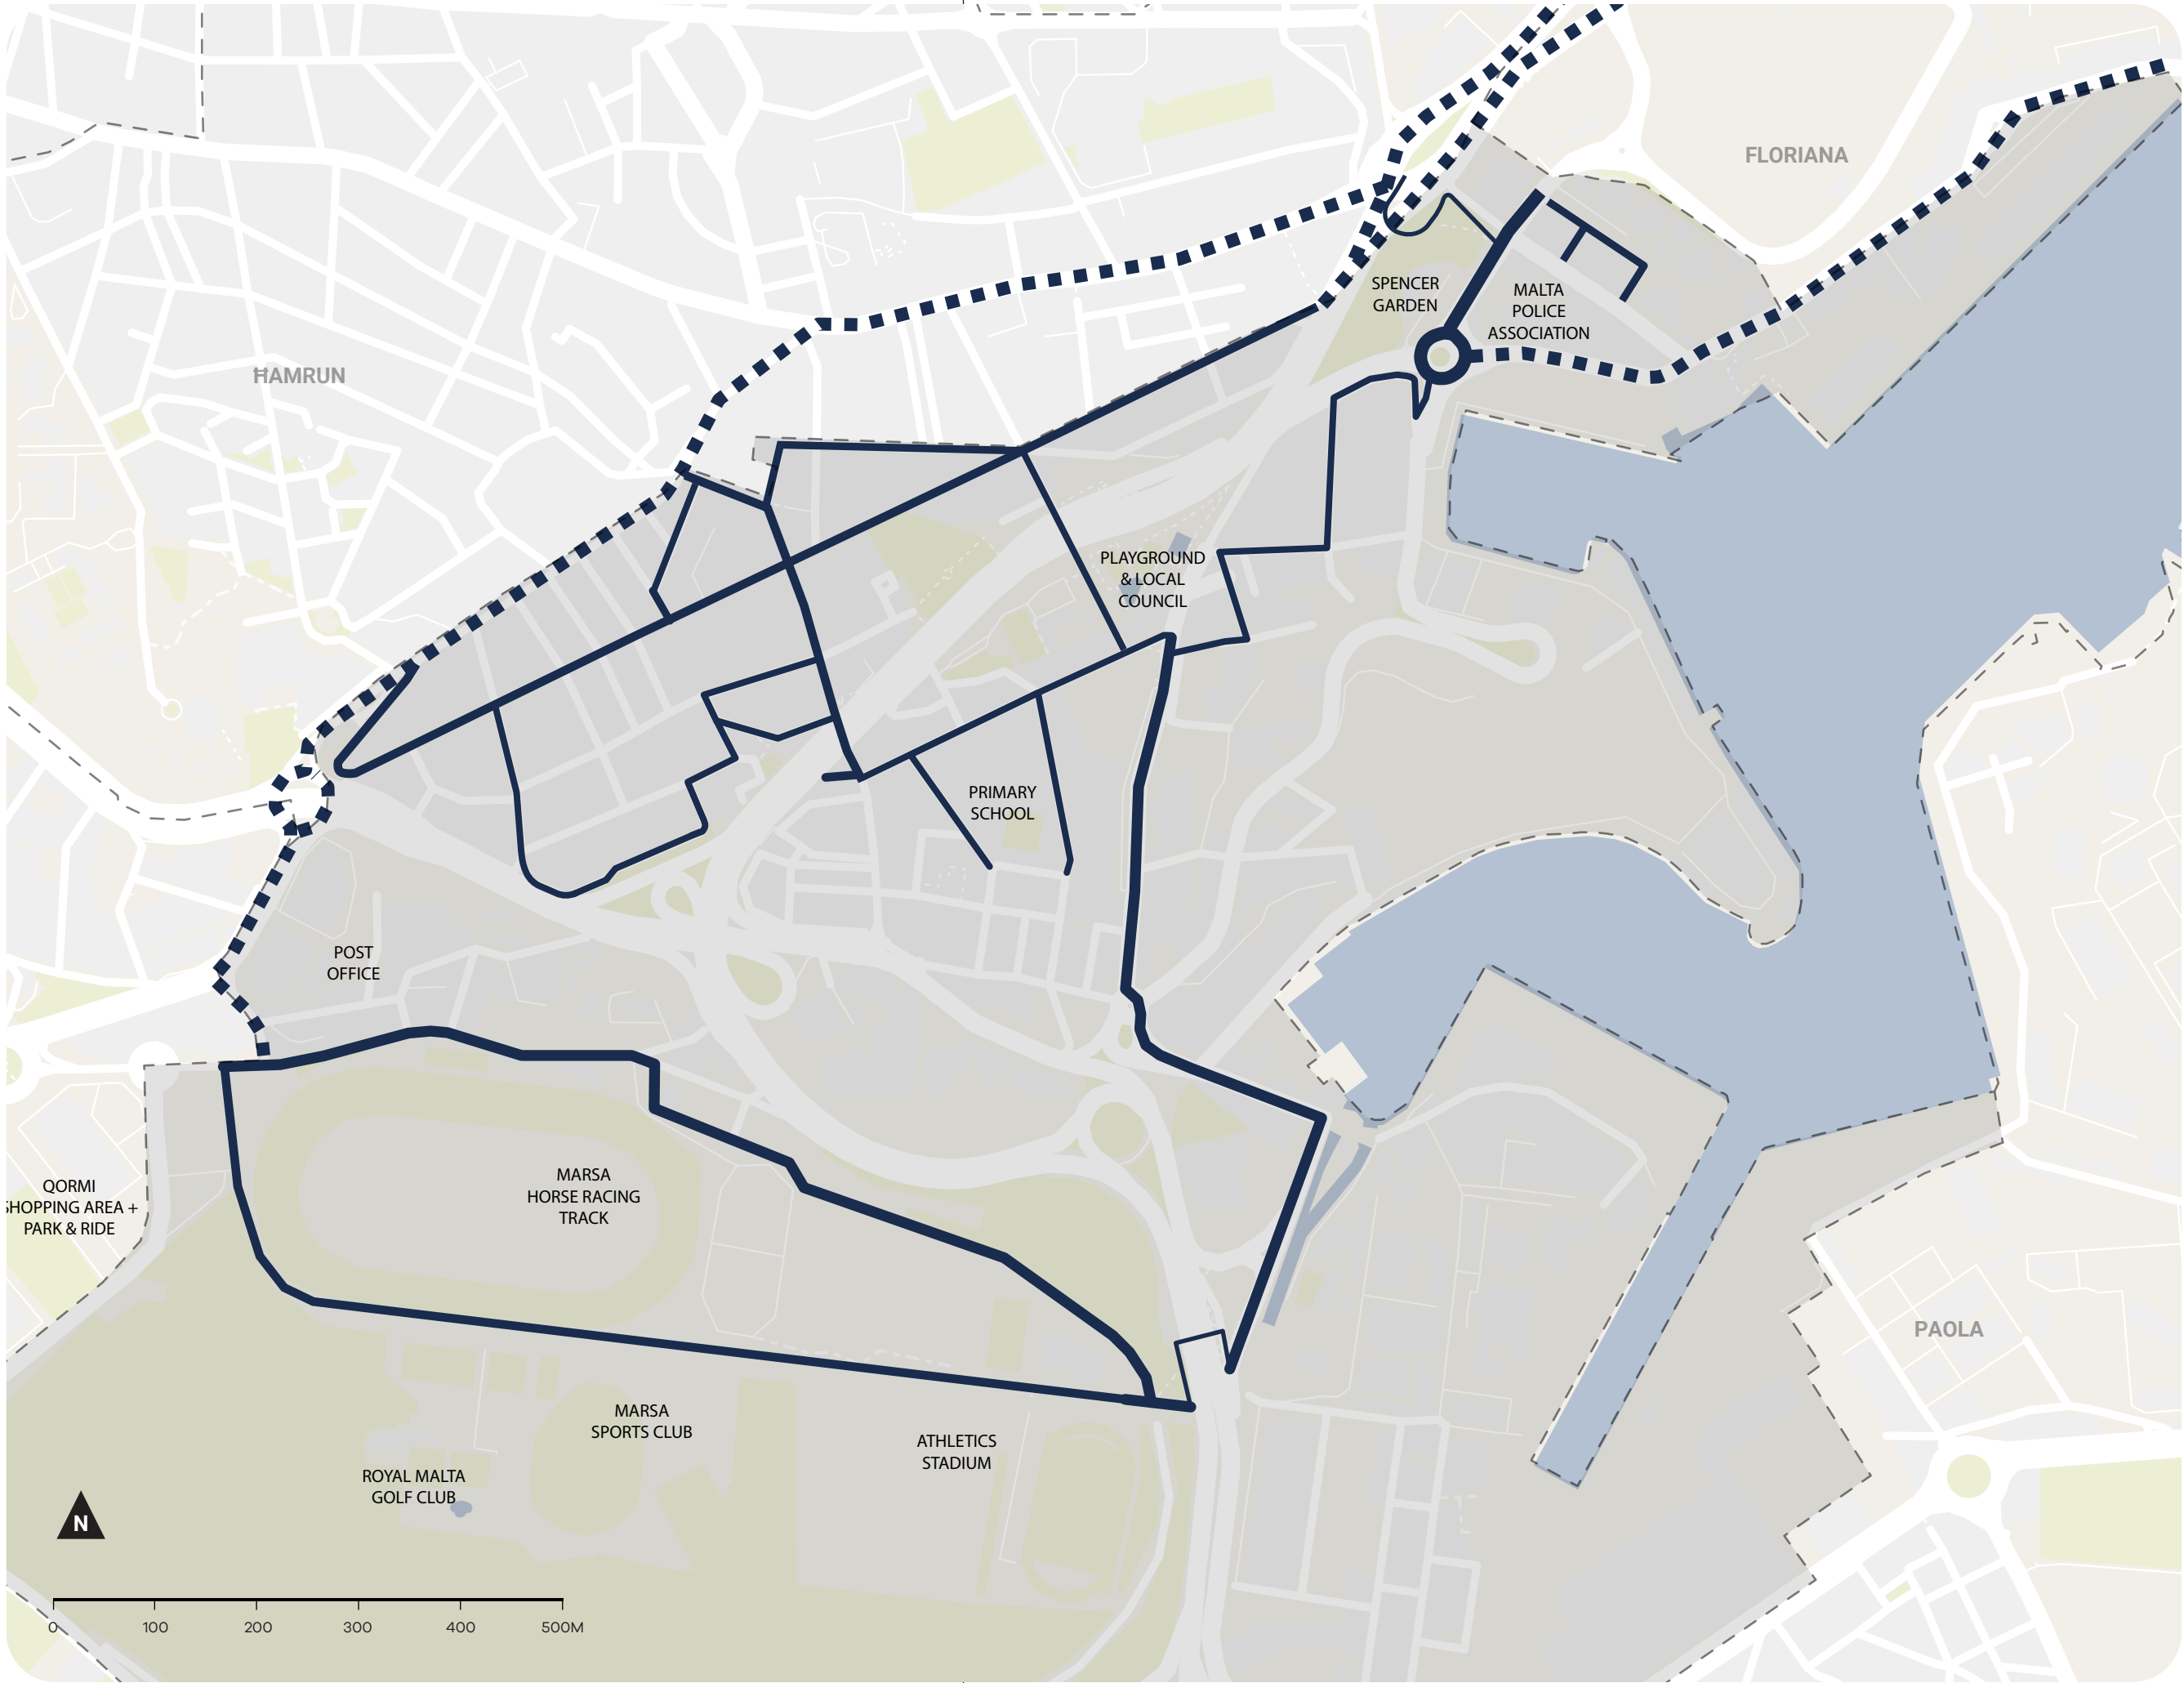 FLORIANA
SPENCER
GARDEN
MALTA
POLICE
ASSOCIATION
ĦAMRUN
PLAYGROUND
& LOCAL
COUNCIL
PRIMARY
SCHOOL
POST
OFFICE
MARSA
HORSE RACING
TRACK
QORMI
SHOPPING AREA +
PARK & RIDE
PAOLA
MARSA
SPORTS CLUB
ATHLETICS
STADIUM
ROYAL MALTA
GOLF CLUB
N
0 100 200 300 400 500M